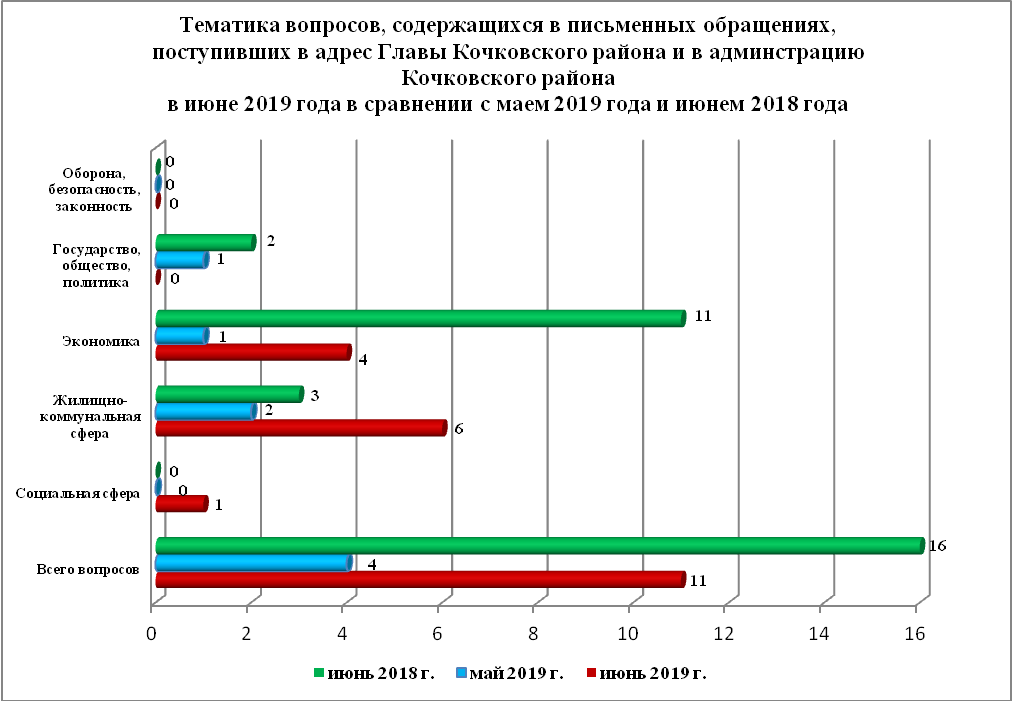 Тематика вопросов, содержащихся в письменных обращениях,
поступивших в адрес Главы Кочковского района и в админстрацию
Кочковского района
в июне 2019 года в сравнении с маем 2019 года и июнем 2018 года
Оборона,
безопасность,
законность
0
0
0
Государство,
общество,
политика
2
1
0
Экономика
11
1
4
Жилищно-
коммунальная
сфера
3
2
6
Социальная сфера
0
0
1
Всего вопросов
16
4
11
0 2 4 6 8 10 12 14 16
июнь 2018 г. май 2019 г. июнь 2019 г.